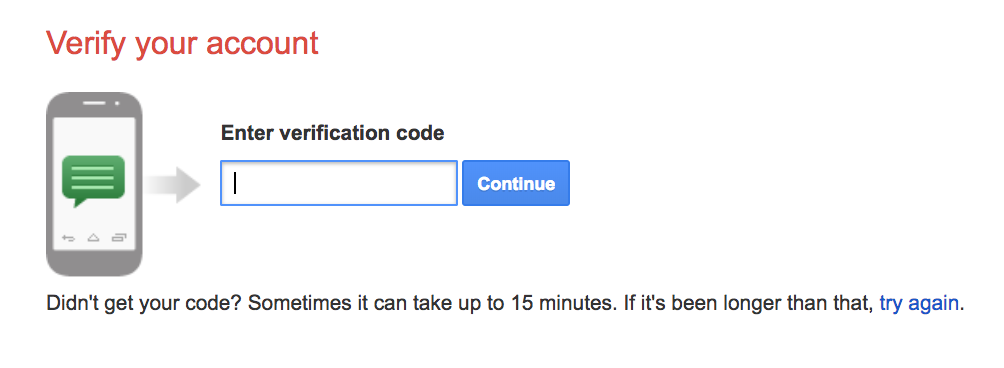 Verify your account
Enter verification code
Continue
Didn't get your code? Sometimes it can take up to 15 minutes. If it's been longer than that, try again.